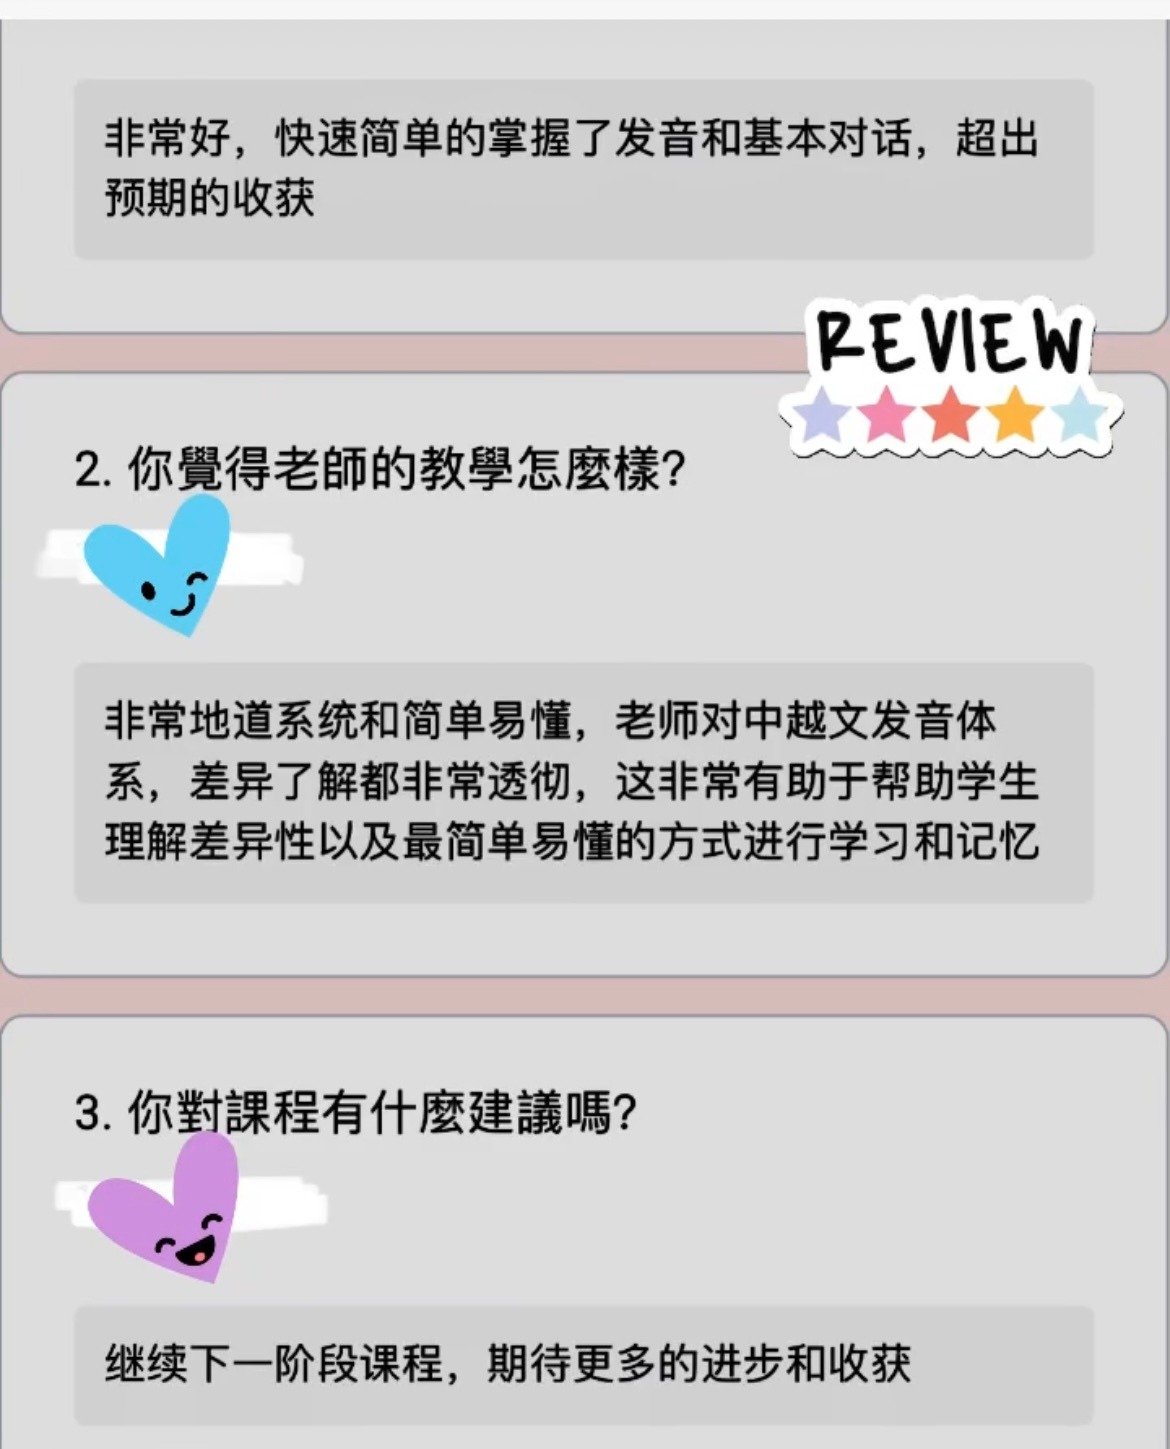 非常好，快速简单的掌握了发音和基本对话，超出
预期的收获
REVIEW
2. 你覺得老師的教學怎麼樣?
非常地道系统和简单易懂，老师对中越文发音体
系，差异了解都非常透彻，这非常有助于帮助学生
理解差异性以及最简单易懂的方式进行学习和记忆
3. 你對課程有什麼建議嗎?
继续下一阶段课程，期待更多的进步和收获